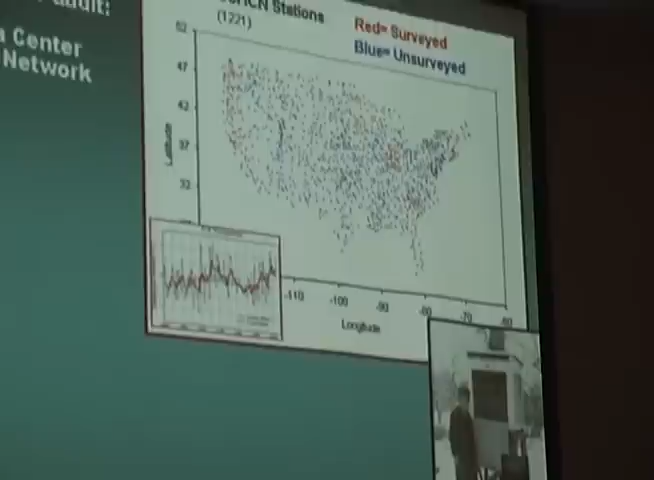 audit:
Center
Network
Stations
(1221)
Red= Surveyed
Blue= Unsurveyed
Latitude
52
47
42
37
32
-110
-100
-90
-80
-70
-60
Longitude